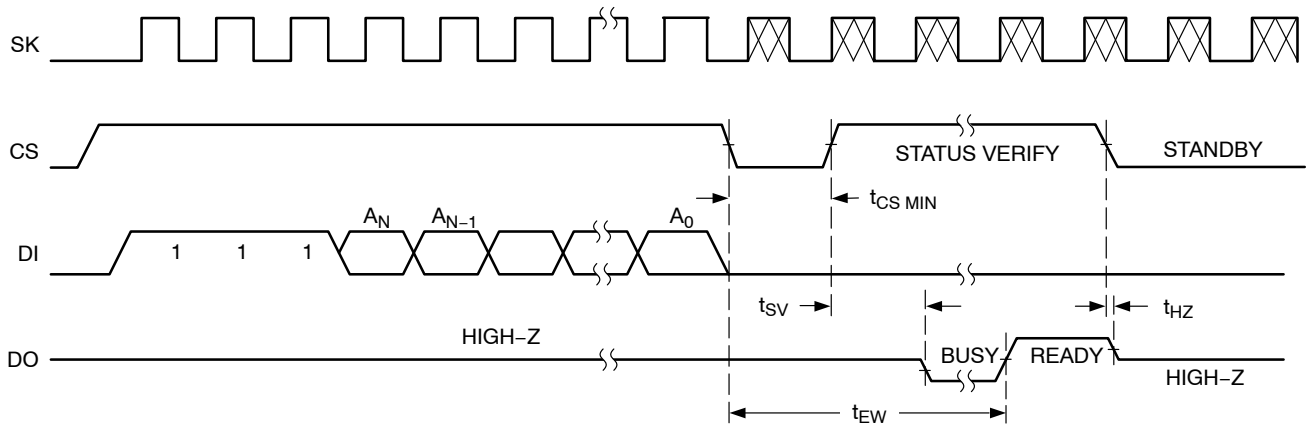 SK
CS
STATUS VERIFY
STANDBY
t_CS MIN
A_N
A_N−1
A_0
DI
1 1 1
t_SV
t_HZ
HIGH−Z
DO
BUSY
READY
HIGH−Z
t_EW